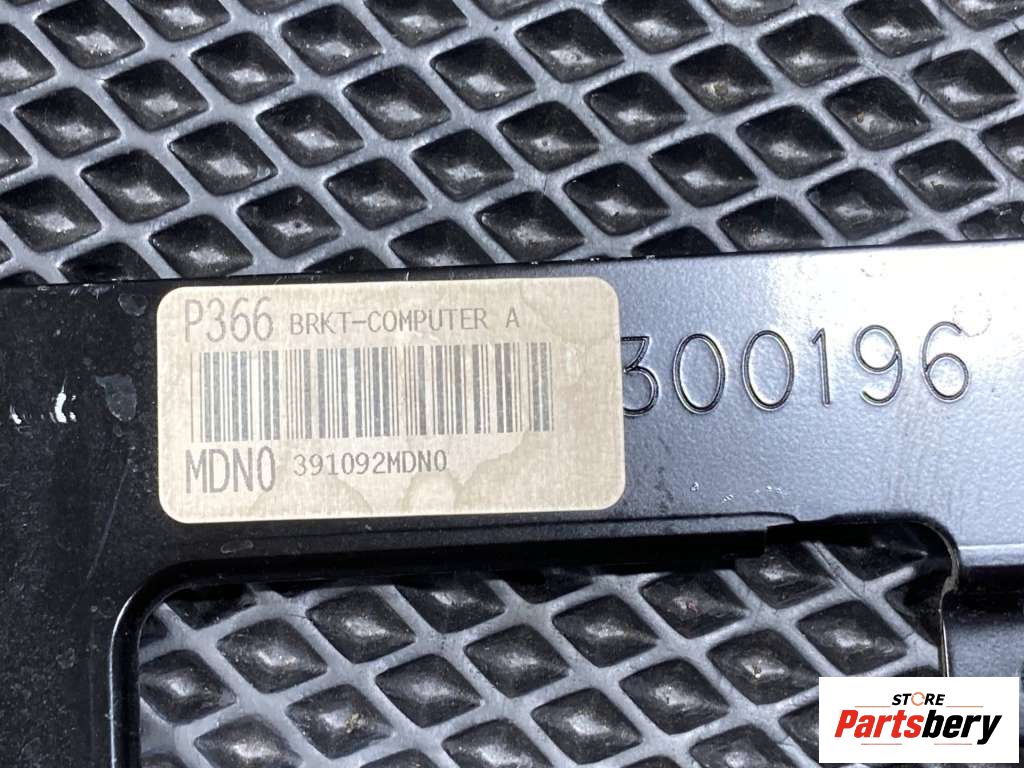 P366 BRKT-COMPUTER A
MDN0 391092MDN0
300196
STORE
Partsbery